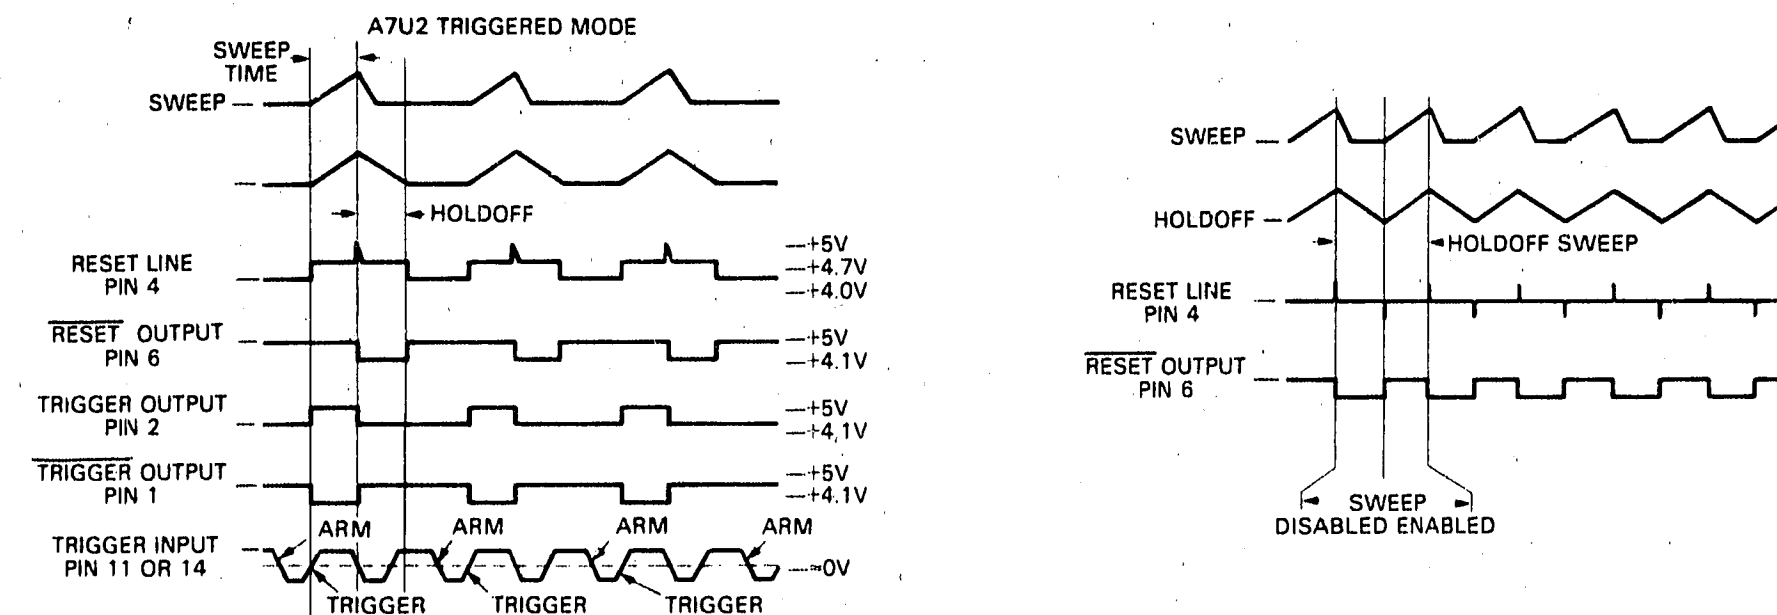 A7U2 TRIGGERED MODE
SWEEP
TIME
SWEEP
HOLDOFF
RESET LINE
PIN 4
+5V
+4.7V
+4.0V
RESET OUTPUT
PIN 6
+5V
+4.1V
TRIGGER OUTPUT
PIN 2
+5V
+4.1V
TRIGGER OUTPUT
PIN 1
+5V
+4.1V
ARM
ARM
ARM
ARM
TRIGGER INPUT
PIN 11 OR 14
≈0V
TRIGGER
TRIGGER
TRIGGER
SWEEP
HOLDOFF
HOLDOFF SWEEP
RESET LINE
PIN 4
RESET OUTPUT
PIN 6
SWEEP
DISABLED ENABLED